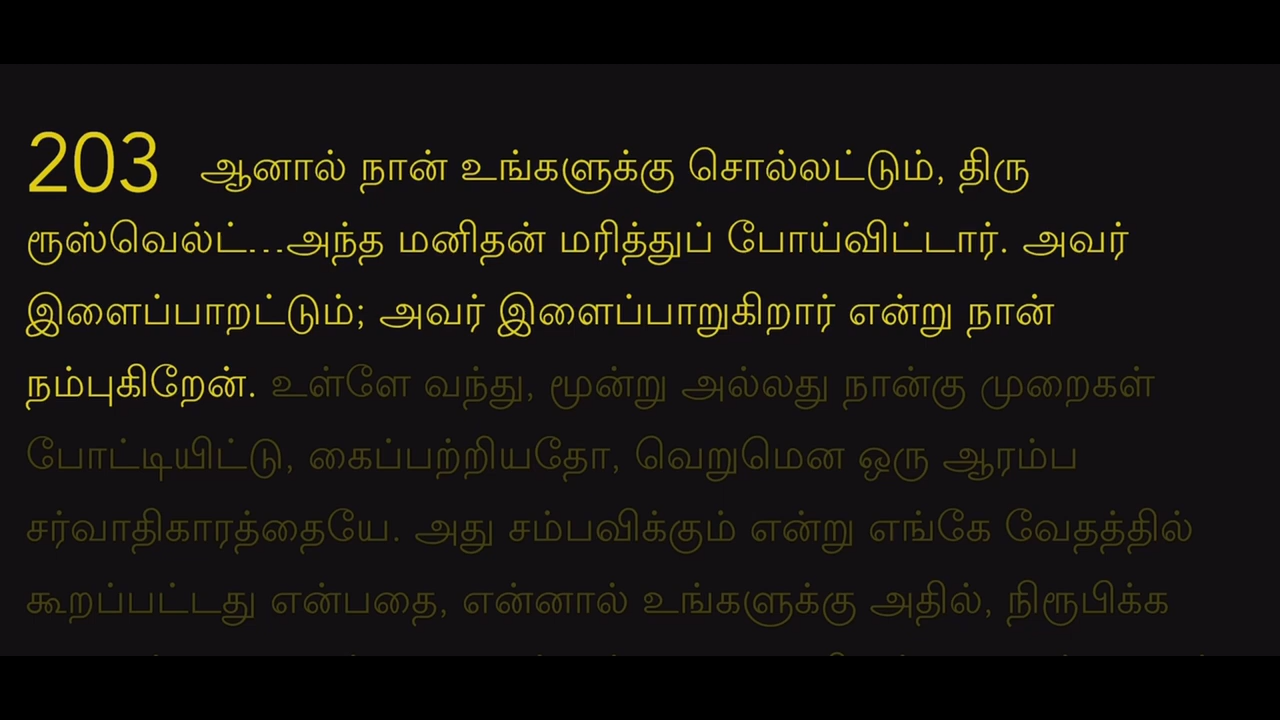 203 ஆனால் நான் உங்களுக்கு சொல்லட்டும், திரு
ரூஸ்வெல்ட்...அந்த மனிதன் மரித்துப் போய்விட்டார். அவர்
இளைப்பாறட்டும்; அவர் இளைப்பாறுகிறார் என்று நான்
நம்புகிறேன். உள்ளே வந்து, மூன்று அல்லது நான்கு முறைகள்
போட்டியிட்டு, கைப்பற்றியதோ, வெறுமென ஒரு ஆரம்ப
சர்வாதிகாரத்தையே. அது சம்பவிக்கும் என்று எங்கே வேதத்தில்
கூறப்பட்டது என்பதை, என்னால் உங்களுக்கு அதில், நிரூபிக்க